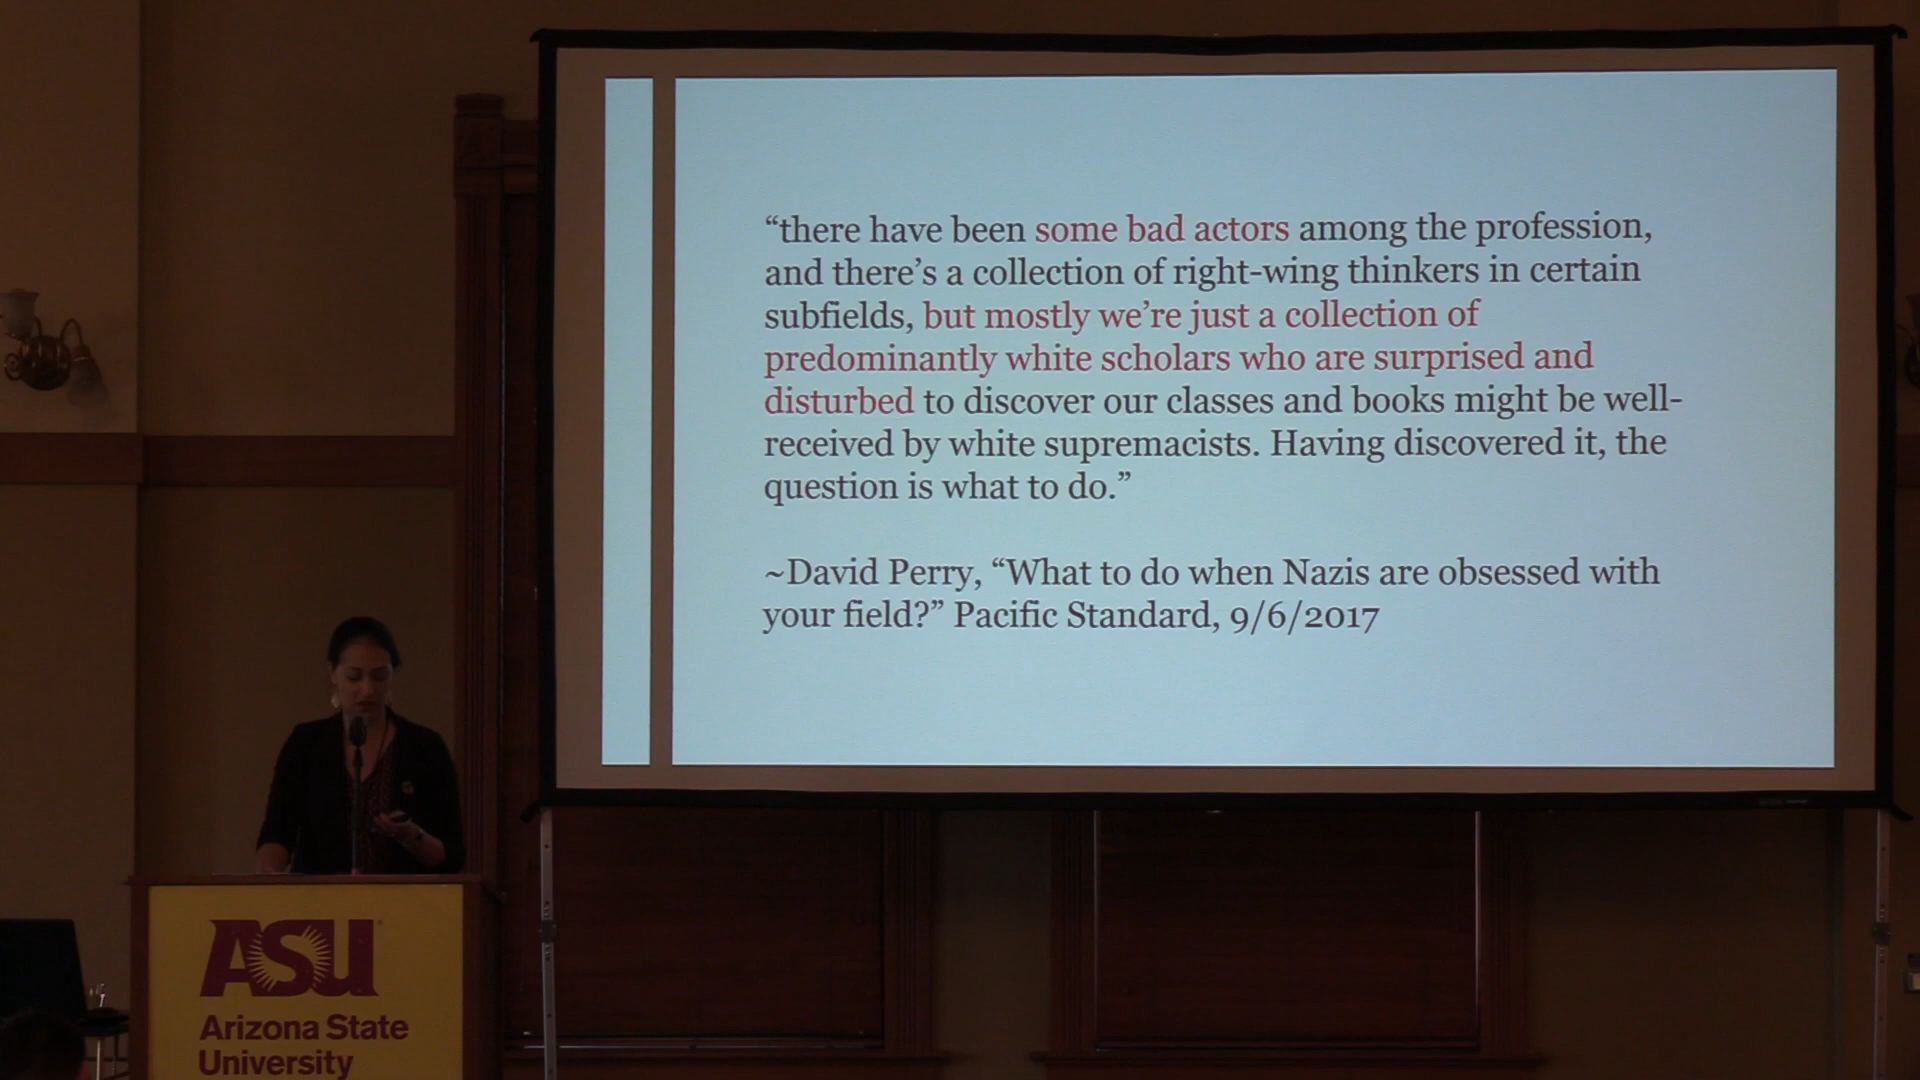 “there have been some bad actors among the profession,
and there’s a collection of right-wing thinkers in certain
subfields, but mostly we’re just a collection of
predominantly white scholars who are surprised and
disturbed to discover our classes and books might be well-
received by white supremacists. Having discovered it, the
question is what to do.”
~David Perry, “What to do when Nazis are obsessed with
your field?” Pacific Standard, 9/6/2017
ASU
Arizona State
University